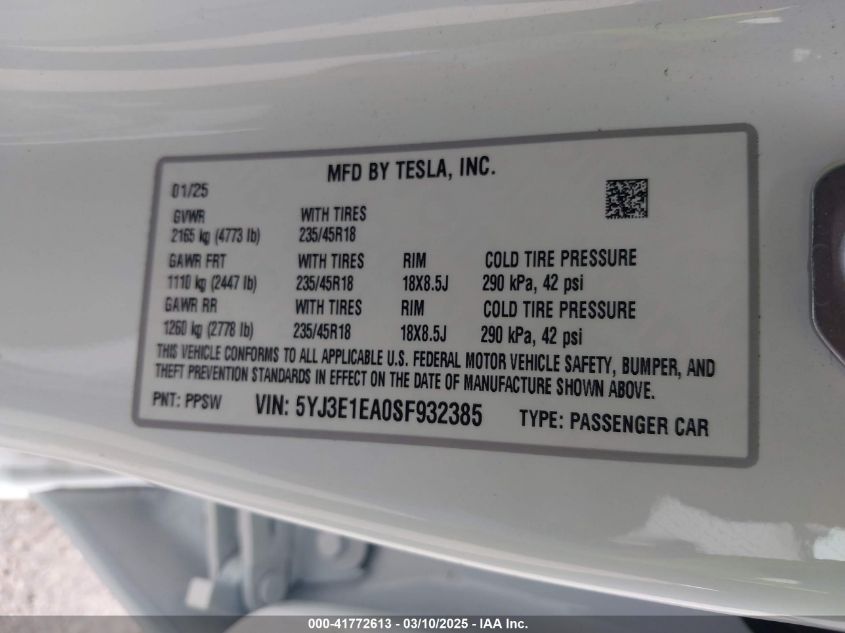 MFD BY TESLA, INC.
01/25
GVWR WITH TIRES
2165 kg (4773 lb) 235/45R18
GAWR FRT WITH TIRES RIM COLD TIRE PRESSURE
1110 kg (2447 lb) 235/45R18 18X8.5J 290 kPa, 42 psi
GAWR RR WITH TIRES RIM COLD TIRE PRESSURE
1260 kg (2778 lb) 235/45R18 18X8.5J 290 kPa, 42 psi
THIS VEHICLE CONFORMS TO ALL APPLICABLE U.S. FEDERAL MOTOR VEHICLE SAFETY, BUMPER, AND
THEFT PREVENTION STANDARDS IN EFFECT ON THE DATE OF MANUFACTURE SHOWN ABOVE.
PNT: PPSW VIN: 5YJ3E1EA0SF932385 TYPE: PASSENGER CAR
000-41772613 - 03/10/2025 - IAA Inc.